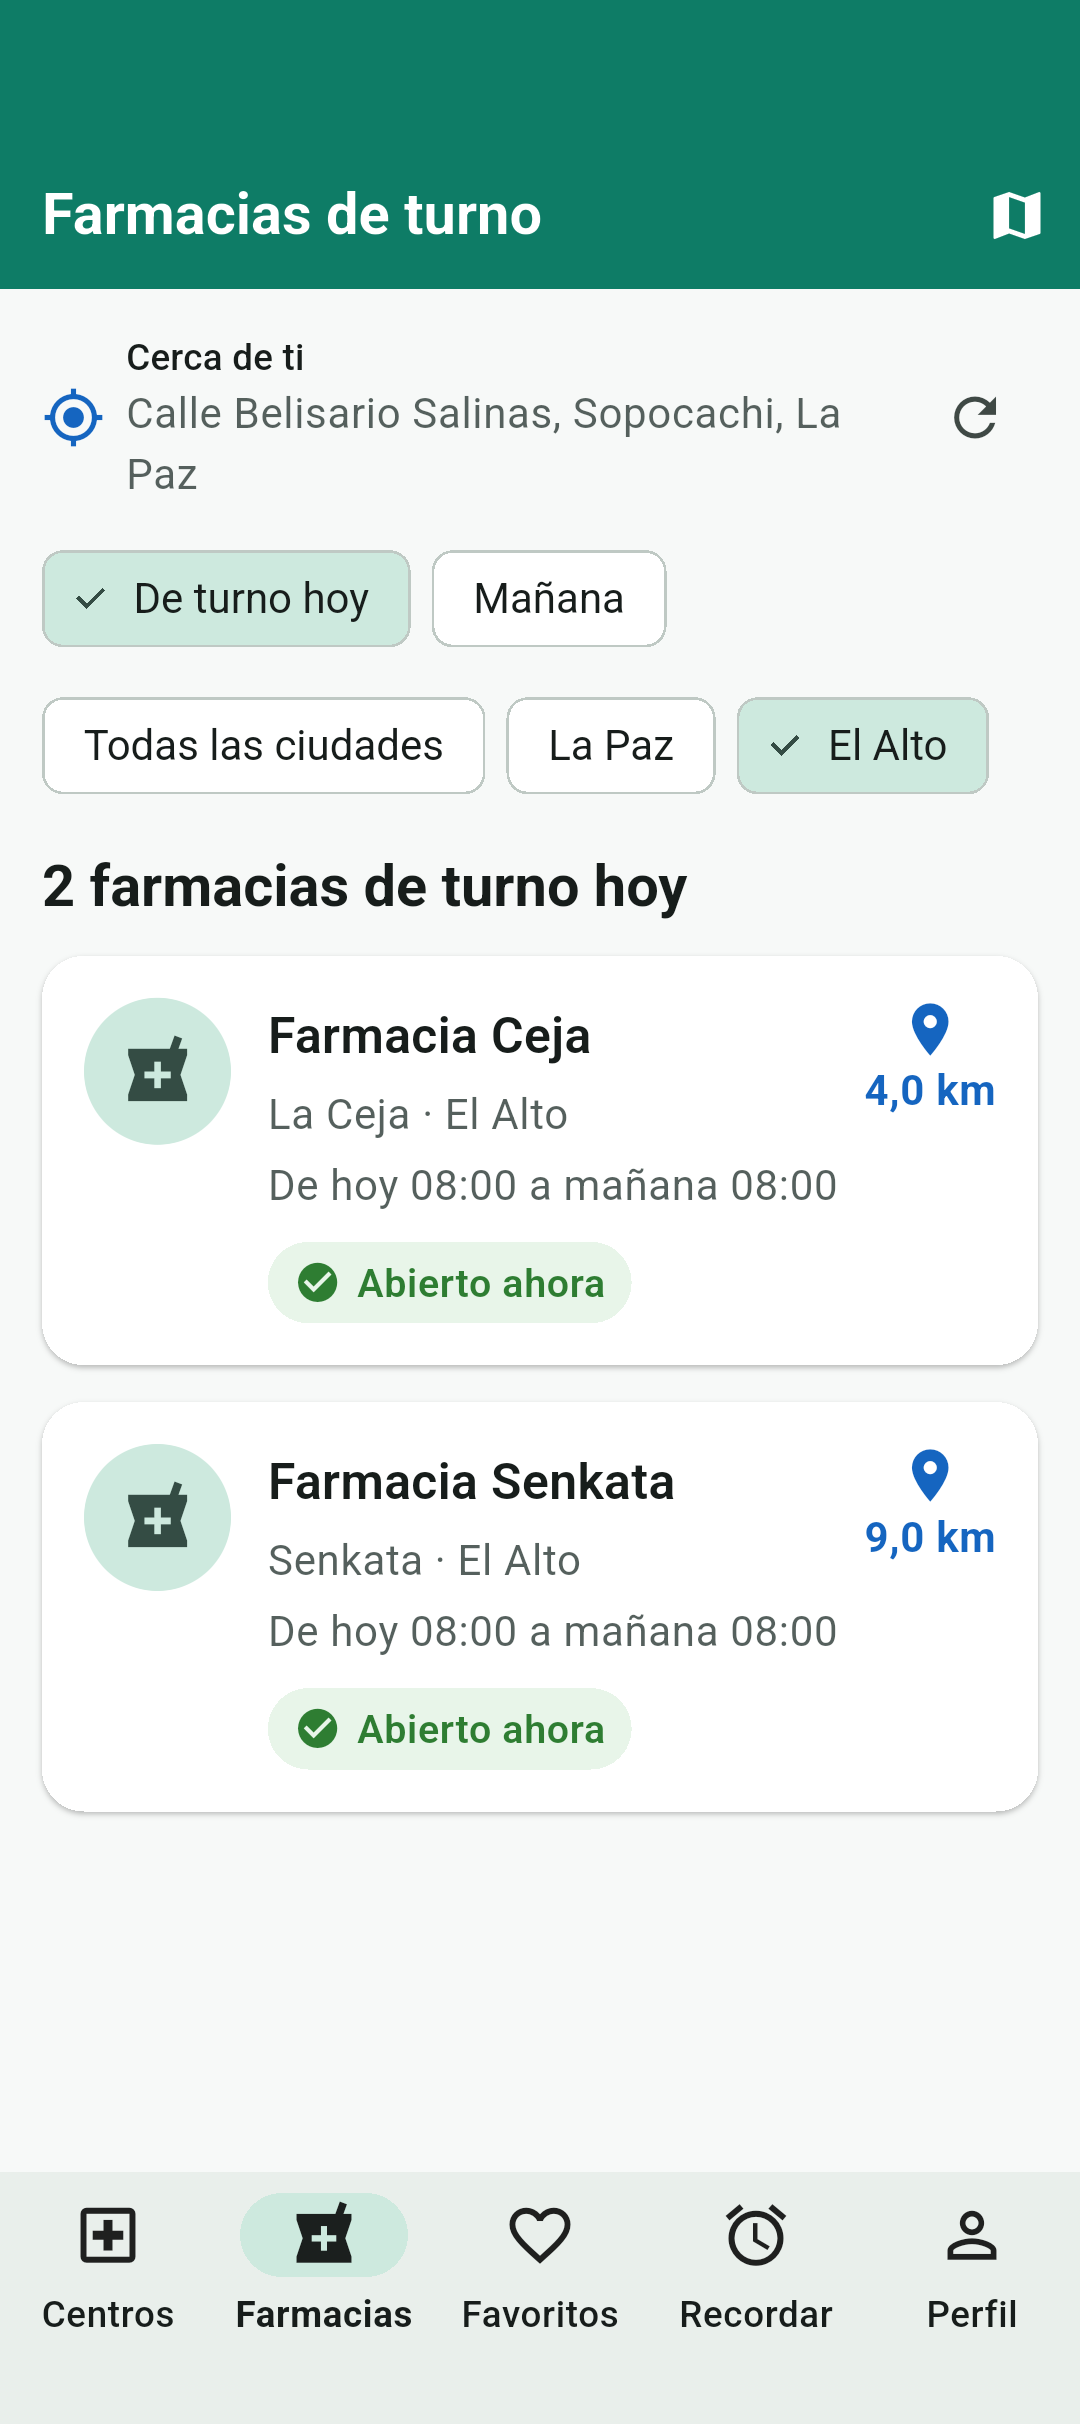 Farmacias de turno
Cerca de ti
Calle Belisario Salinas, Sopocachi, La
Paz
De turno hoy
Mañana
Todas las ciudades
La Paz
El Alto
2 farmacias de turno hoy
Farmacia Ceja
4,0 km
La Ceja · El Alto
De hoy 08:00 a mañana 08:00
Abierto ahora
Farmacia Senkata
9,0 km
Senkata · El Alto
De hoy 08:00 a mañana 08:00
Abierto ahora
Centros
Farmacias
Favoritos
Recordar
Perfil